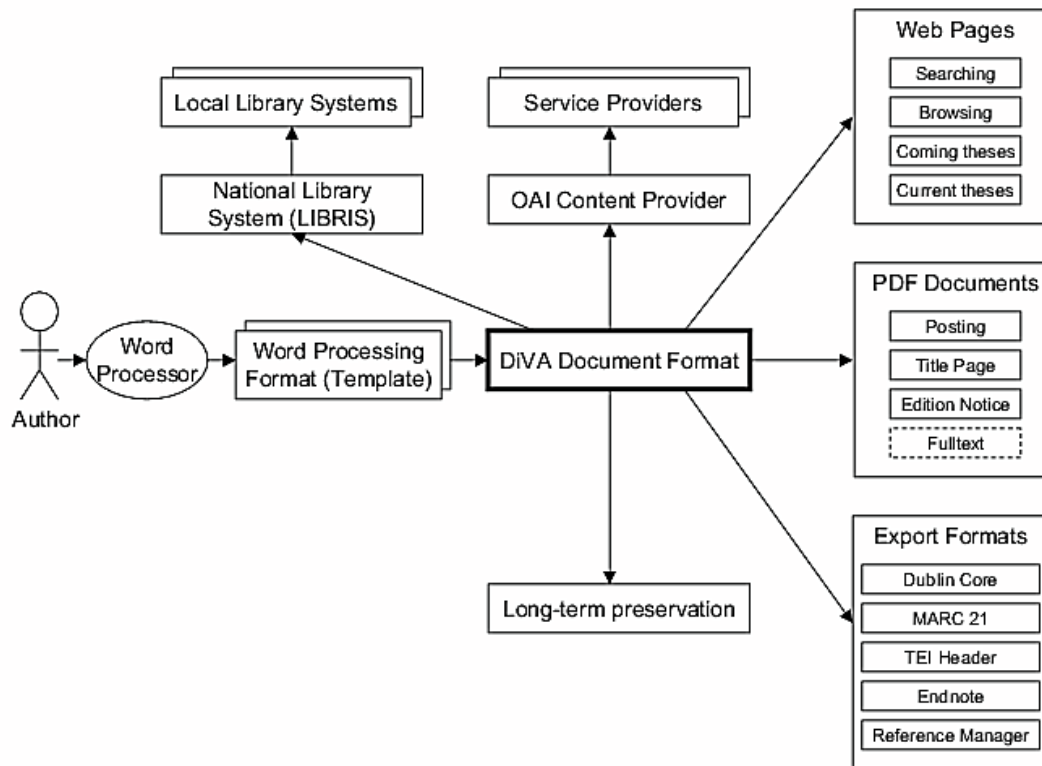 Web Pages
Searching
Browsing
Coming theses
Current theses
Local Library Systems
Service Providers
National Library
System (LIBRIS)
OAI Content Provider
Author
Word
Processor
Word Processing
Format (Template)
DiVA Document Format
PDF Documents
Posting
Title Page
Edition Notice
Fulltext
Long-term preservation
Export Formats
Dublin Core
MARC 21
TEI Header
Endnote
Reference Manager